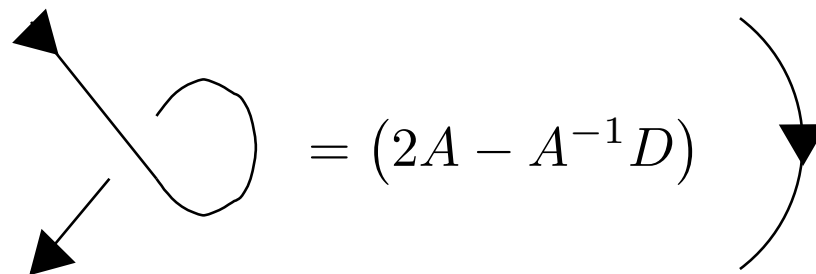 = (2A − A⁻¹D)